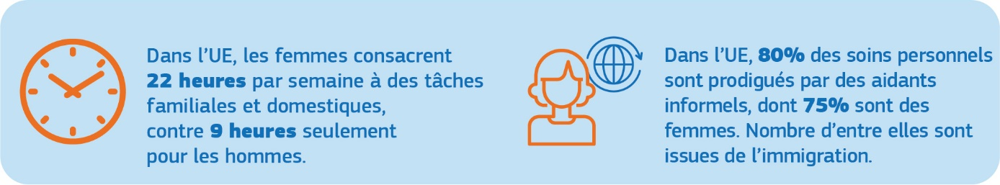 Dans l’UE, les femmes consacrent
22 heures par semaine à des tâches
familiales et domestiques,
contre 9 heures seulement
pour les hommes.
Dans l’UE, 80% des soins personnels
sont prodigués par des aidants
informels, dont 75% sont des
femmes. Nombre d’entre elles sont
issues de l’immigration.